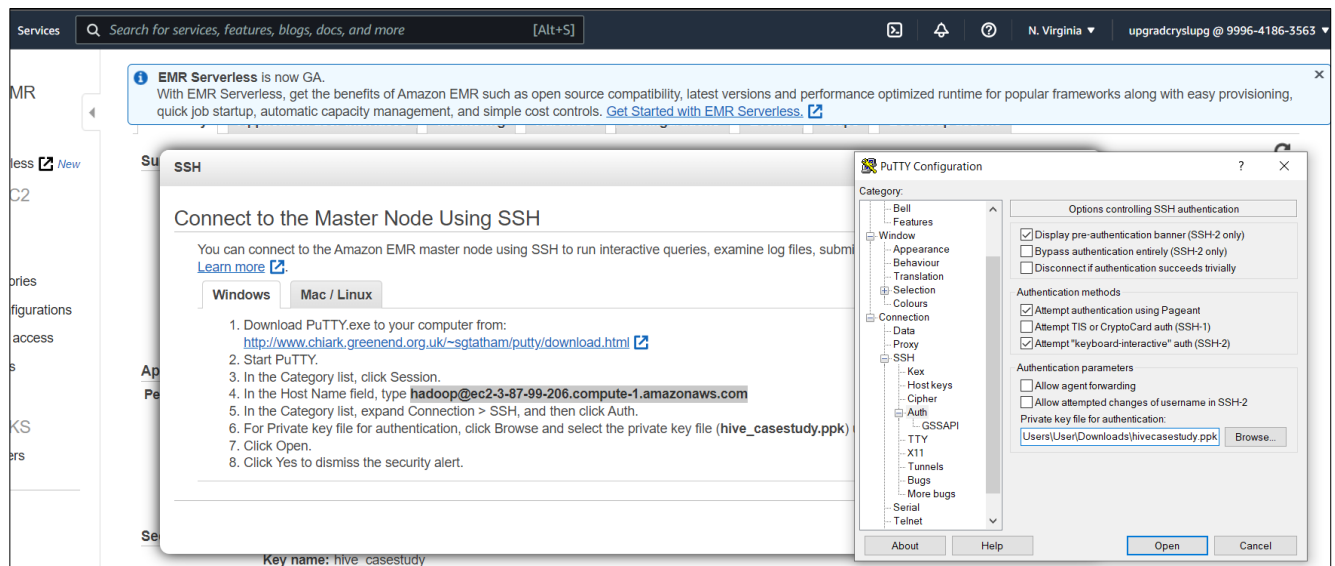 Services
Search for services, features, blogs, docs, and more
[Alt+S]
N. Virginia ▼
upgradcryslupg @ 9996-4186-3563 ▼
MR
EMR Serverless is now GA.
With EMR Serverless, get the benefits of Amazon EMR such as open source compatibility, latest versions and performance optimized runtime for popular frameworks along with easy provisioning,
quick job startup, automatic capacity management, and simple cost controls. Get Started with EMR Serverless.
less New
C2
ories
figurations
access
s
KS
ers
Su
Ap
Pe
Se
SSH
Connect to the Master Node Using SSH
You can connect to the Amazon EMR master node using SSH to run interactive queries, examine log files, submi
Learn more
Windows
Mac / Linux
1. Download PuTTY.exe to your computer from:
http://www.chiark.greenend.org.uk/~sgtatham/putty/download.html
2. Start PuTTY.
3. In the Category list, click Session.
4. In the Host Name field, type hadoop@ec2-3-87-99-206.compute-1.amazonaws.com
5. In the Category list, expand Connection > SSH, and then click Auth.
6. For Private key file for authentication, click Browse and select the private key file (hive_casestudy.ppk)
7. Click Open.
8. Click Yes to dismiss the security alert.
Key name: hive_casestudy
PuTTY Configuration
?
Category:
Bell
Features
Window
Appearance
Behaviour
Translation
Selection
Colours
Connection
Data
Proxy
SSH
Kex
Host keys
Cipher
Auth
GSSAPI
TTY
X11
Tunnels
Bugs
More bugs
Serial
Telnet
Options controlling SSH authentication
Display pre-authentication banner (SSH-2 only)
Bypass authentication entirely (SSH-2 only)
Disconnect if authentication succeeds trivially
Authentication methods
Attempt authentication using Pageant
Attempt TIS or CryptoCard auth (SSH-1)
Attempt "keyboard-interactive" auth (SSH-2)
Authentication parameters
Allow agent forwarding
Allow attempted changes of username in SSH-2
Private key file for authentication:
Users\User\Downloads\hivecasestudy.ppk
Browse...
About
Help
Open
Cancel